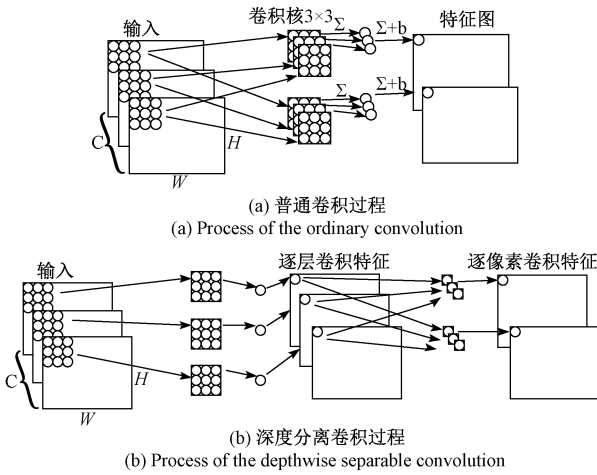 输入
卷积核3×3
特征图
Σ
Σ+b
Σ
Σ+b
C
H
W
(a) 普通卷积过程
(a) Process of the ordinary convolution
输入
逐层卷积特征
逐像素卷积特征
C
H
W
(b) 深度分离卷积过程
(b) Process of the depthwise separable convolution